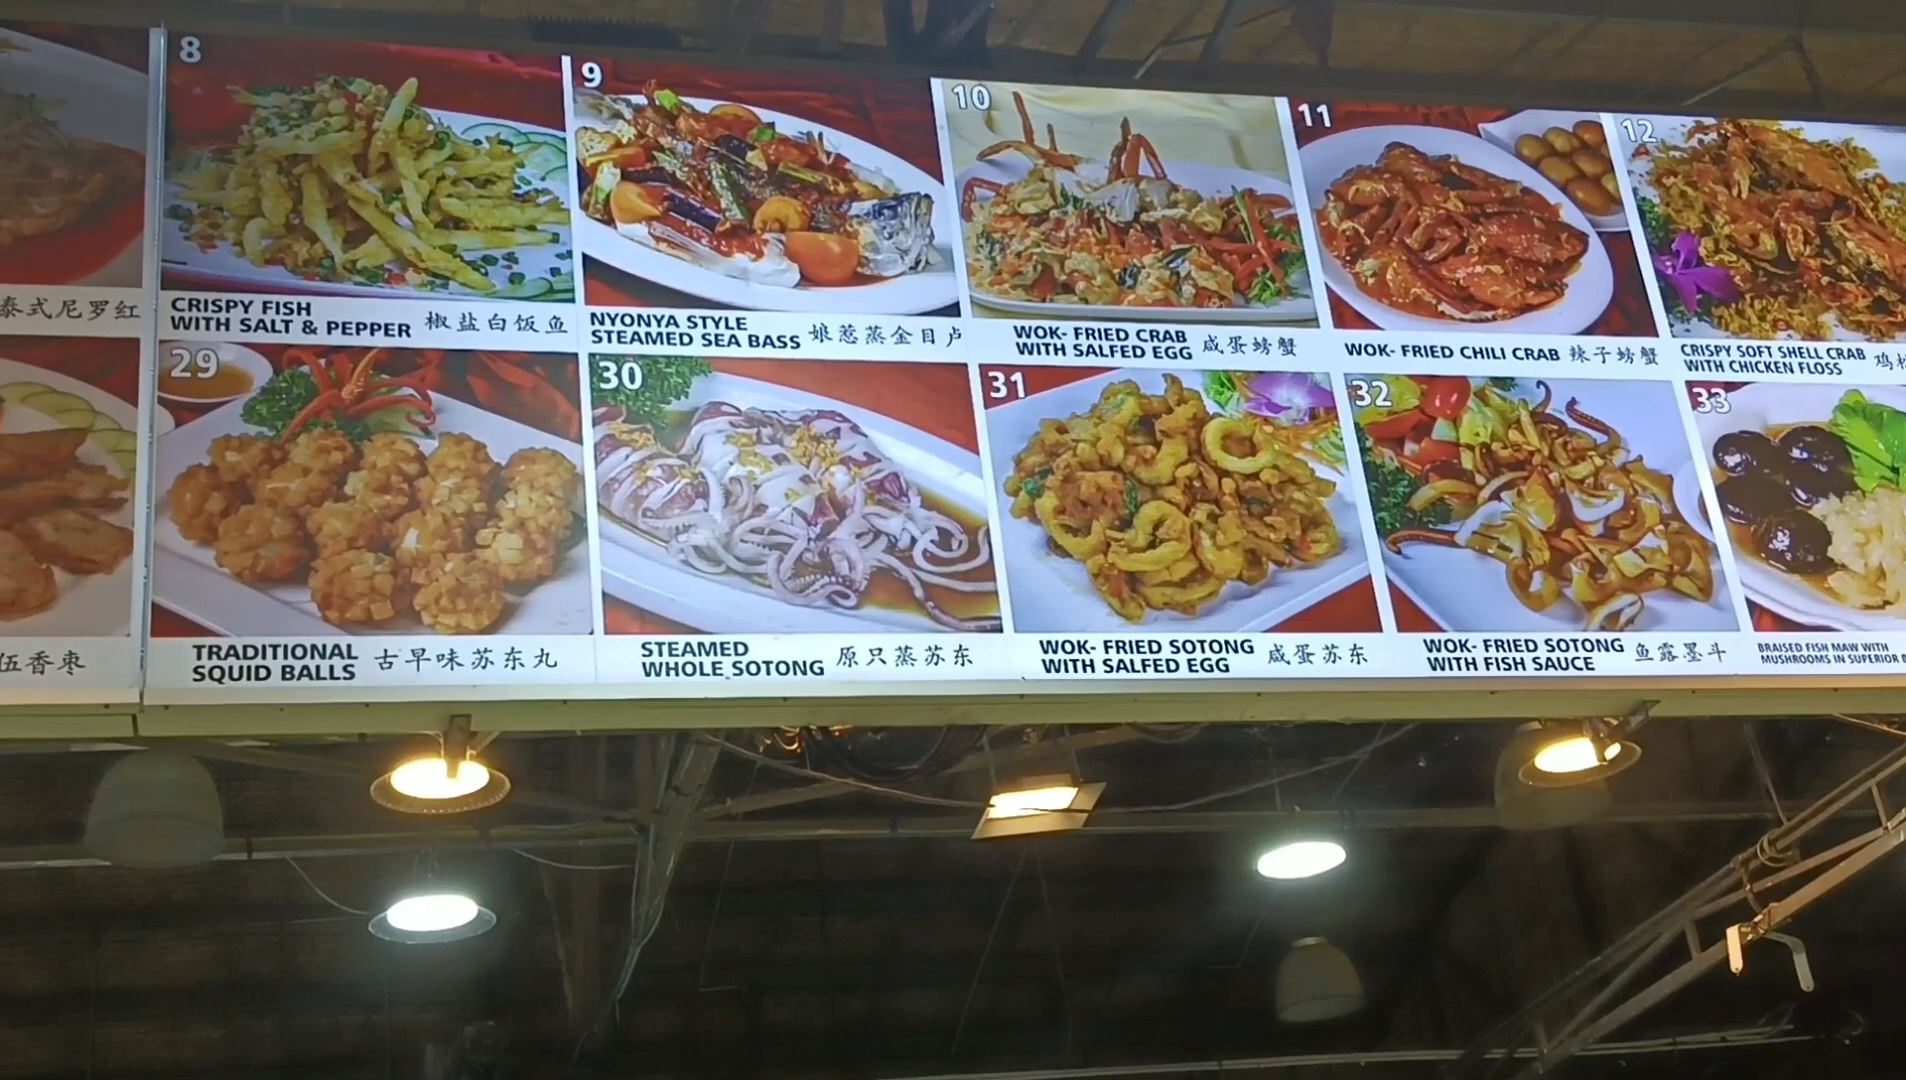 8
9
10
11
12
泰式尼罗红
CRISPY FISH
WITH SALT & PEPPER 椒盐白饭鱼
NYONYA STYLE
STEAMED SEA BASS 娘惹蒸金目卢
WOK- FRIED CRAB
WITH SALFED EGG 咸蛋螃蟹
WOK- FRIED CHILI CRAB 辣子螃蟹
CRISPY SOFT SHELL CRAB
WITH CHICKEN FLOSS 鸡
29
30
31
32
33
伍香枣
TRADITIONAL
SQUID BALLS 古早味苏东丸
STEAMED
WHOLE SOTONG 原只蒸苏东
WOK- FRIED SOTONG
WITH SALFED EGG 咸蛋苏东
WOK- FRIED SOTONG
WITH FISH SAUCE 鱼露墨斗
BRAISED FISH MAW WITH
MUSHROOMS IN SUPERIOR